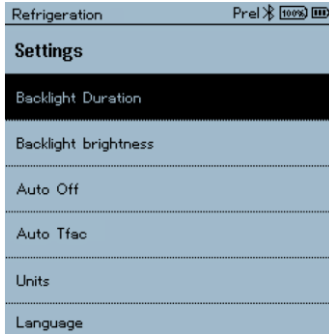 Refrigeration Prel 100%
Settings
Backlight Duration
Backlight brightness
Auto Off
Auto Tfac
Units
Language